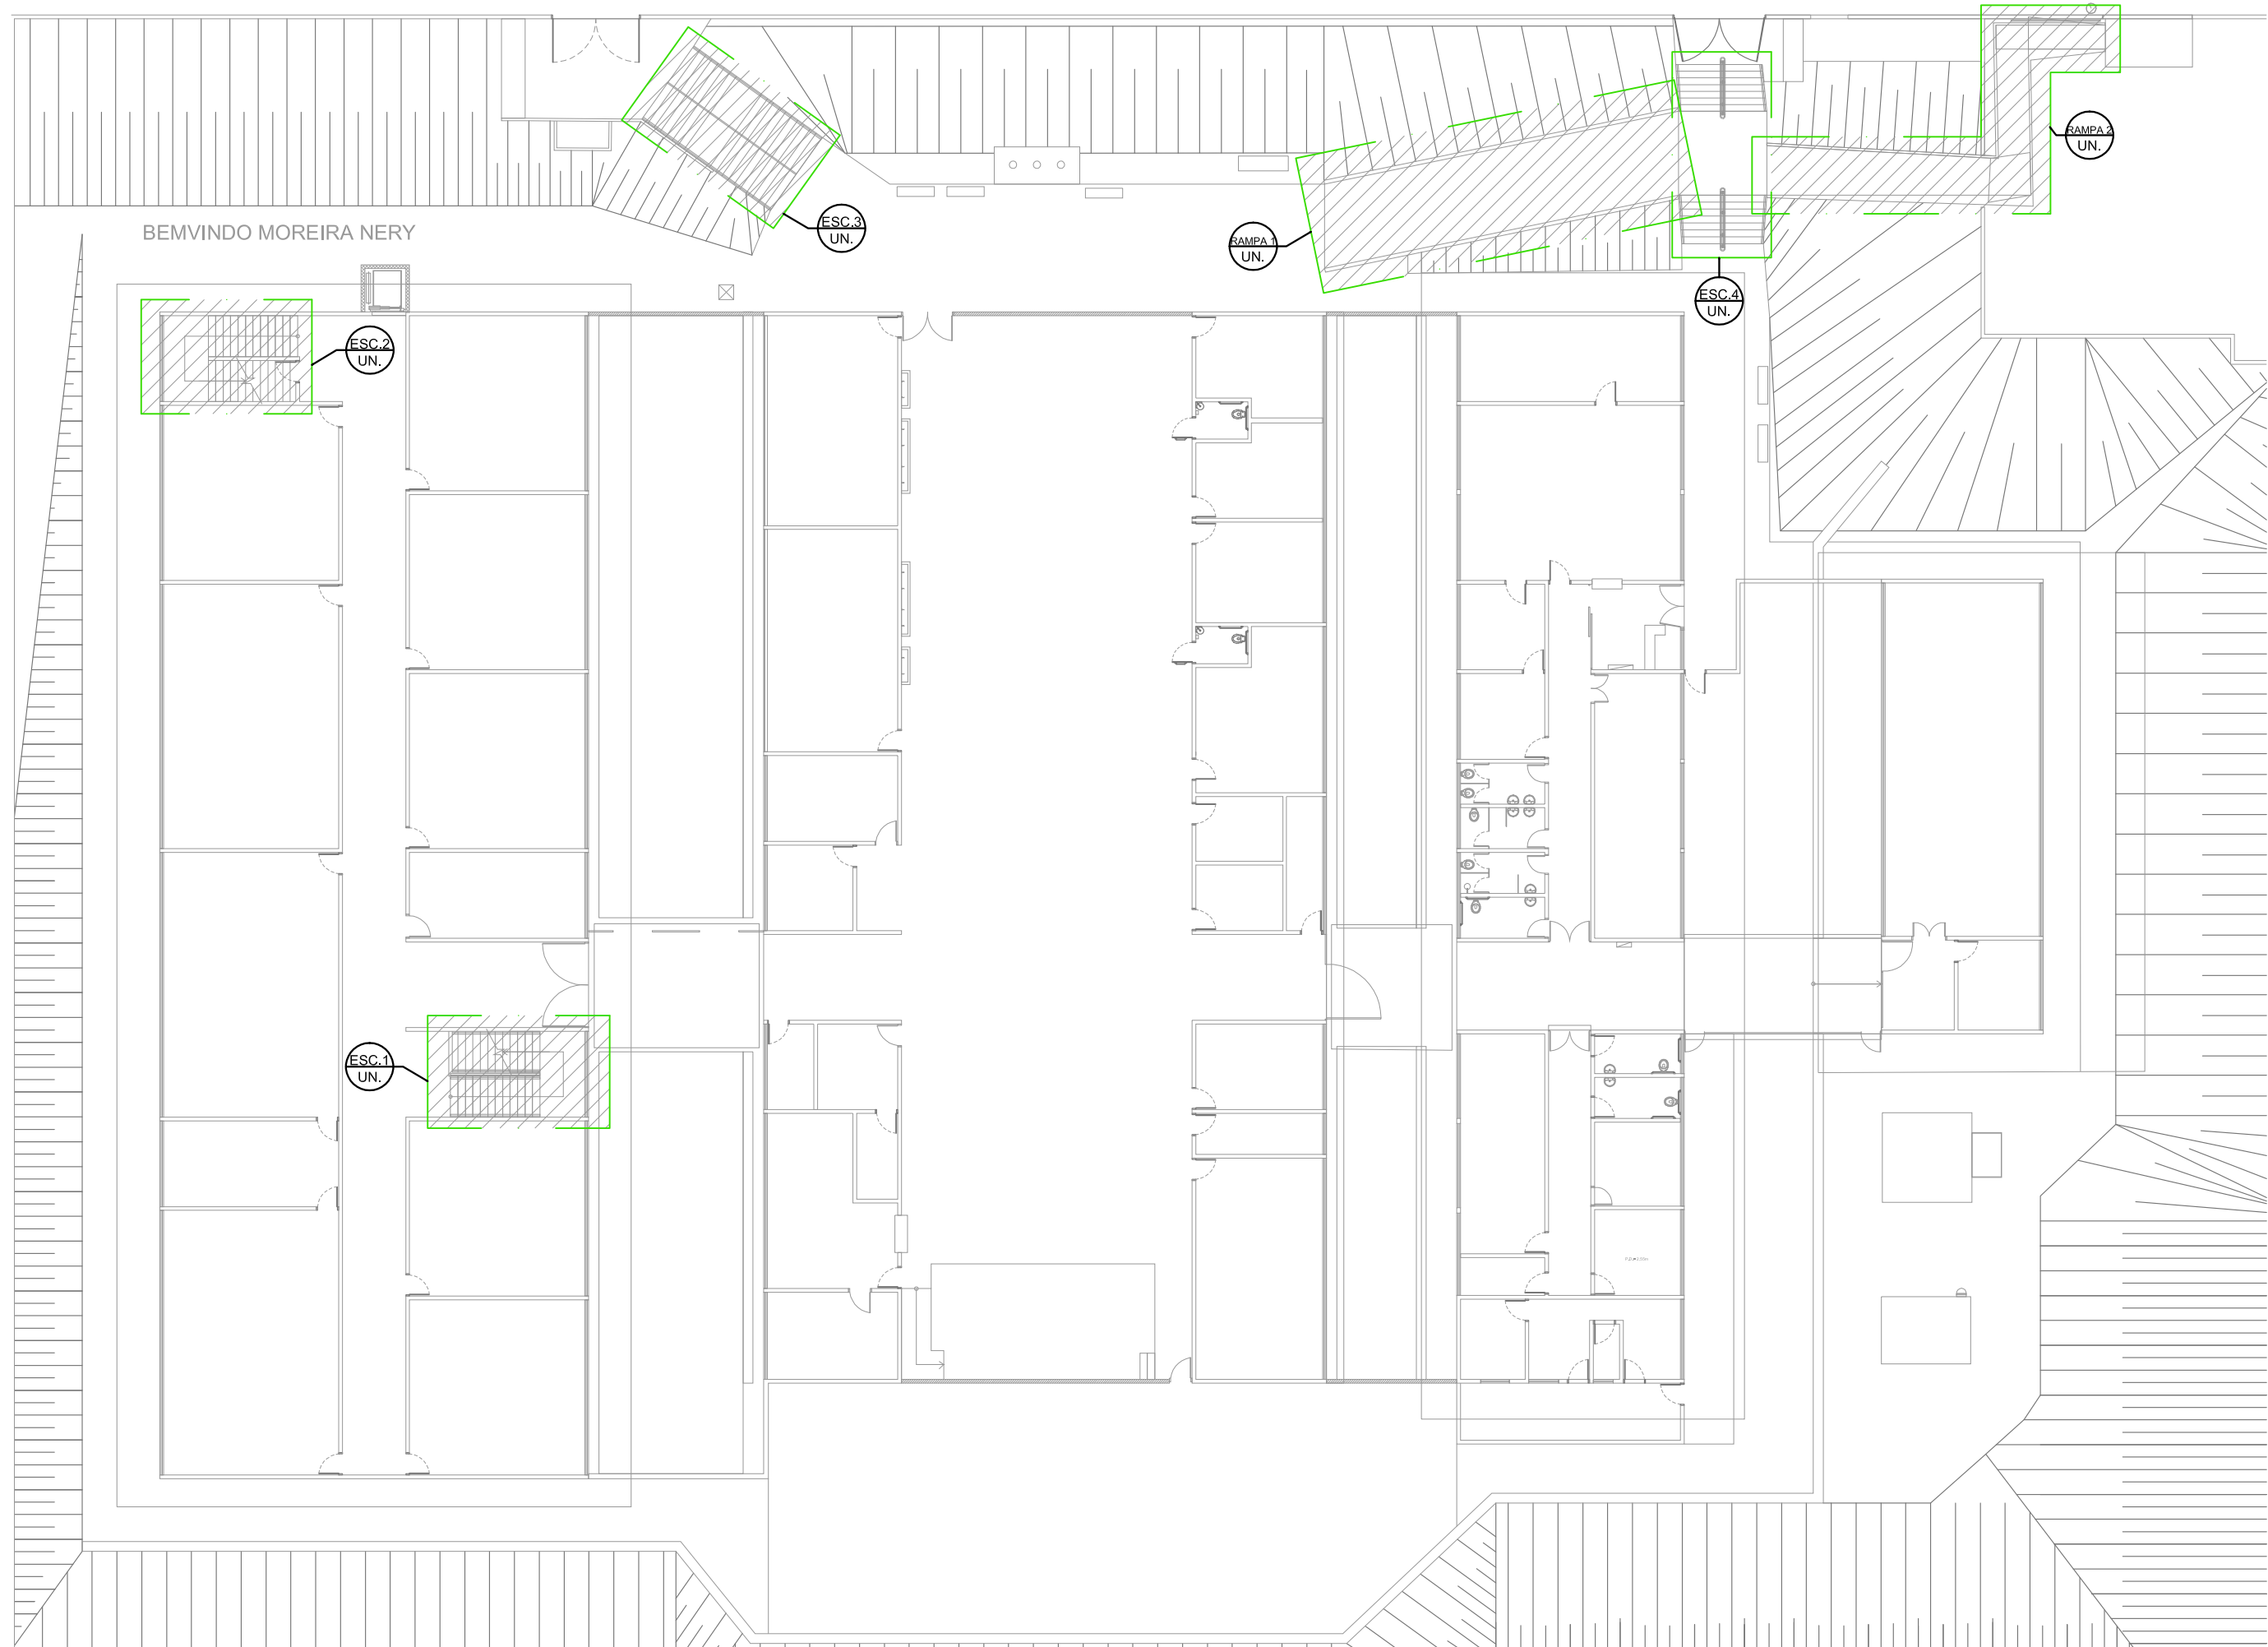 RAMPA 2
UN.
BEMVINDO MOREIRA NERY
ESC.3
UN.
RAMPA 1
UN.
ESC.4
UN.
ESC.2
UN.
ESC.1
UN.